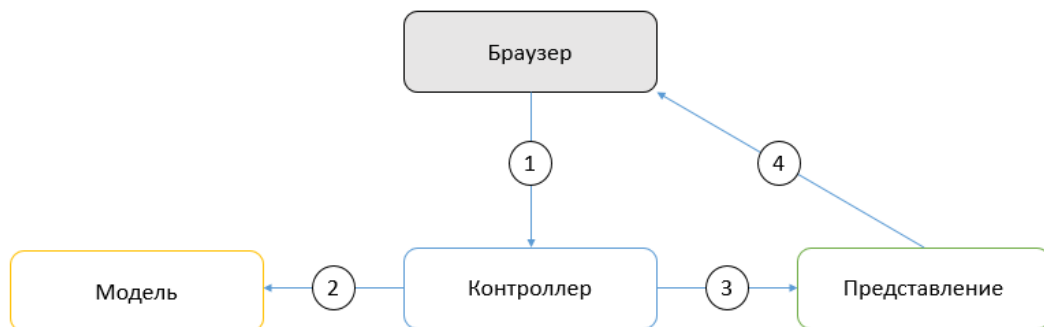 Браузер
1
4
Модель
2
Контроллер
3
Представление